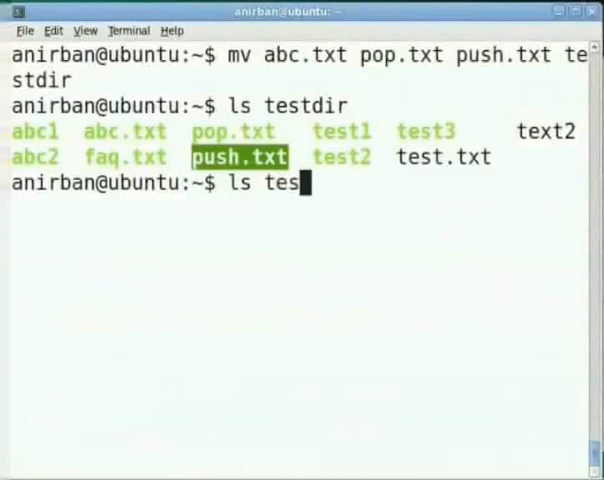 anirban@ubuntu: ~
File Edit View Terminal Help
anirban@ubuntu:~$ mv abc.txt pop.txt push.txt te
stdir
anirban@ubuntu:~$ ls testdir
abc1 abc.txt pop.txt test1 test3 text2
abc2 faq.txt push.txt test2 test.txt
anirban@ubuntu:~$ ls tes